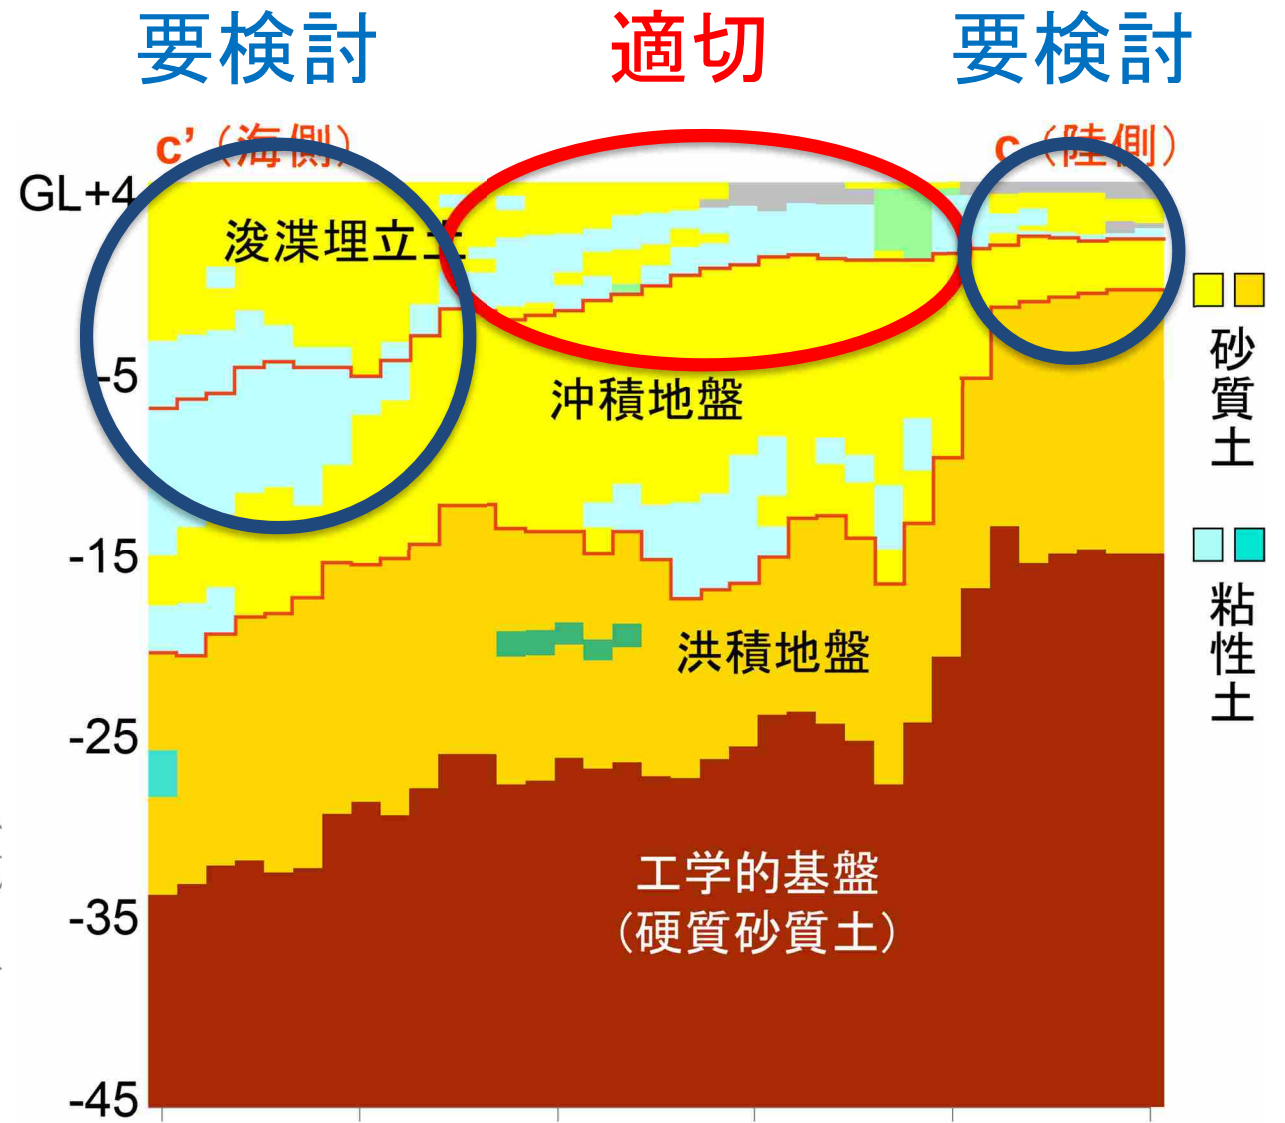 要検討 適切 要検討
c’（海側） c（陸側）
GL+4
浚渫埋立土
-5
沖積地盤
砂質土
-15
粘性土
洪積地盤
-25
工学的基盤
-35
（硬質砂質土）
-45